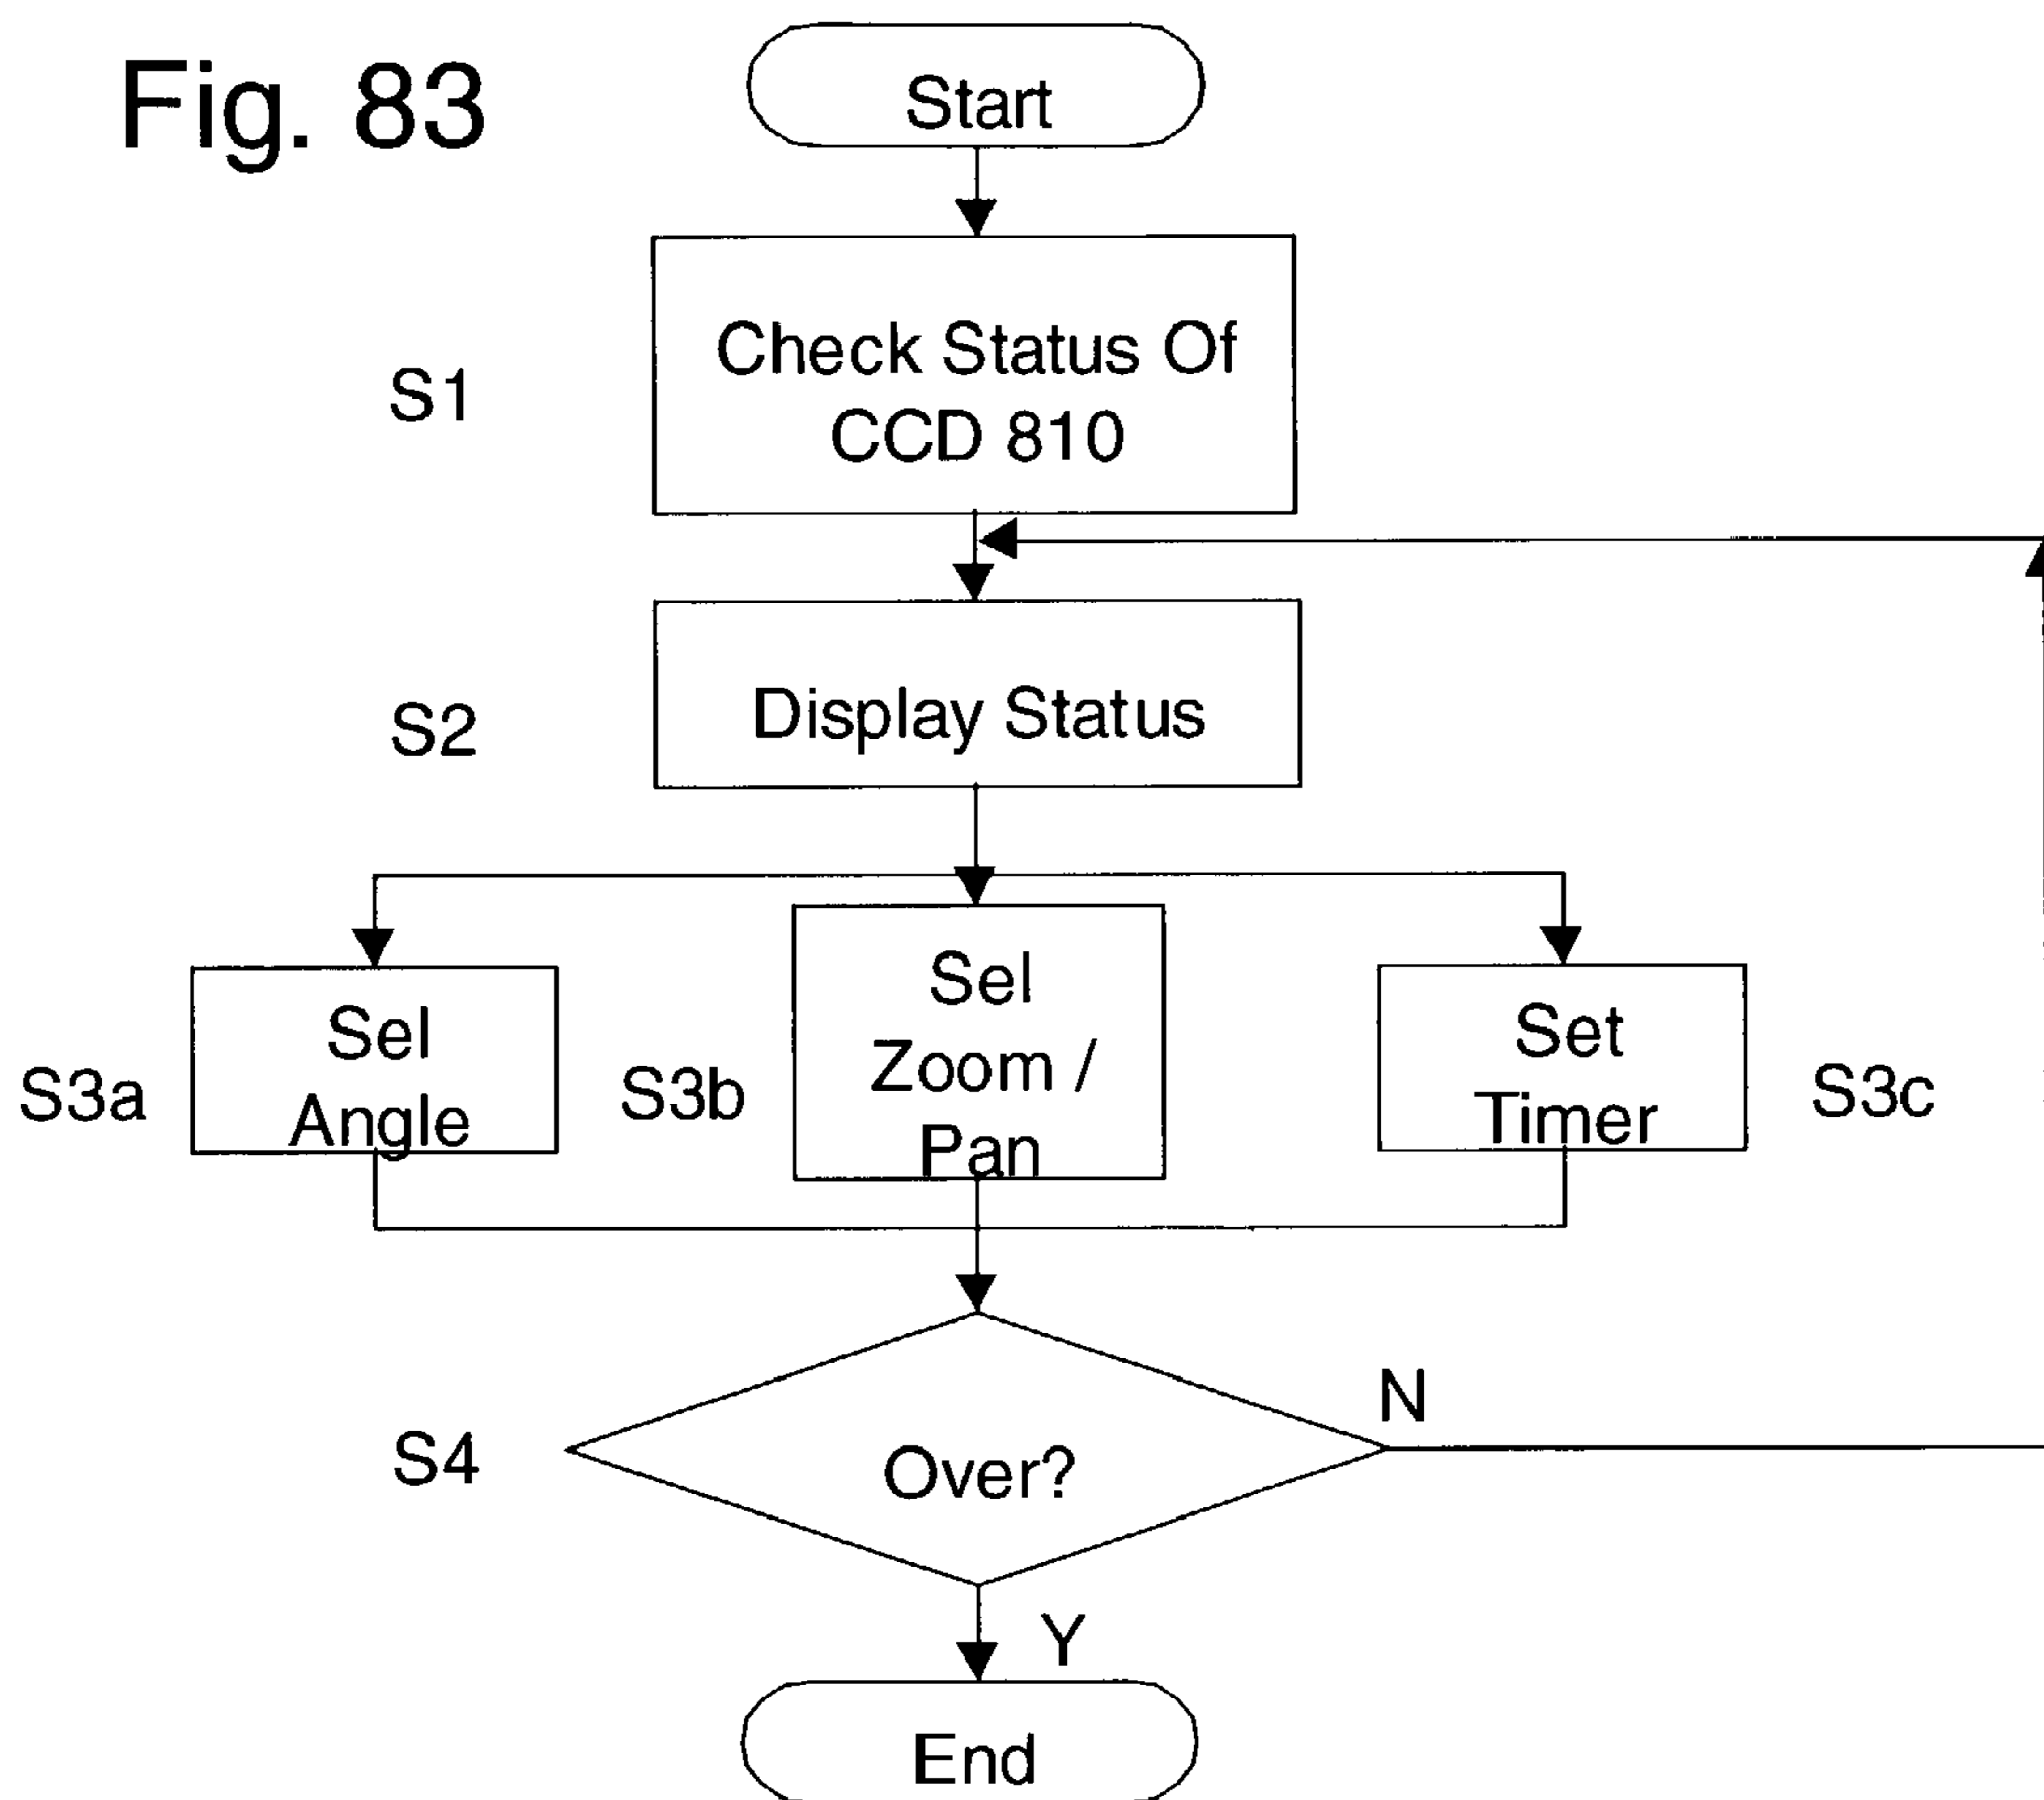 Fig. 83
Start
S1
Check Status Of
CCD 810
S2
Display Status
S3a
Sel
Angle
S3b
Sel
Zoom /
Pan
Set
Timer
S3c
S4
Over?
N
Y
End